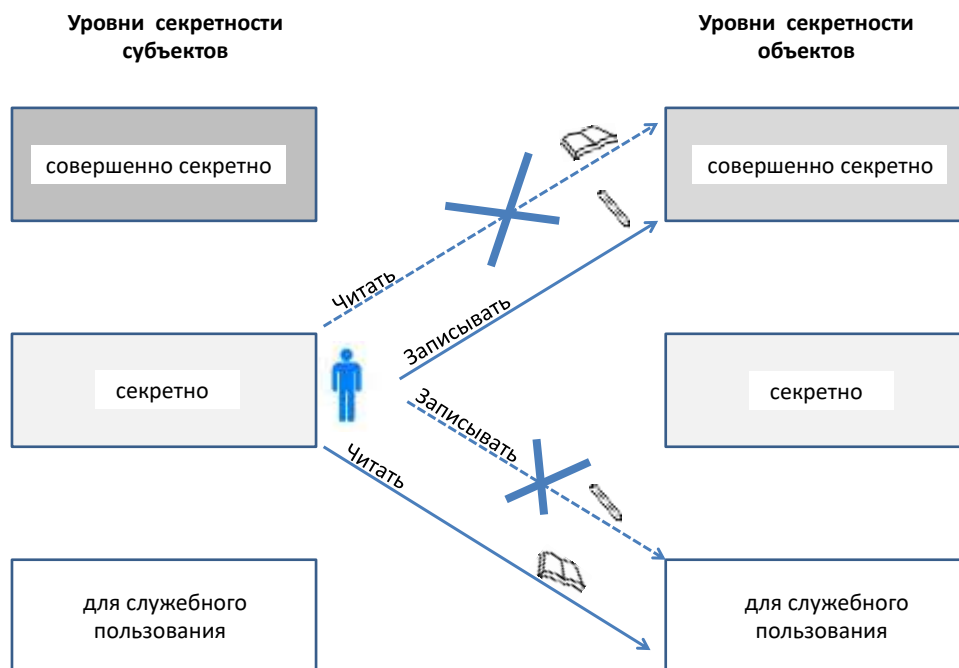 Уровни секретности
субъектов
Уровни секретности
объектов
совершенно секретно
совершенно секретно
Читать
Записывать
секретно
секретно
Записывать
Читать
для служебного
пользования
для служебного
пользования